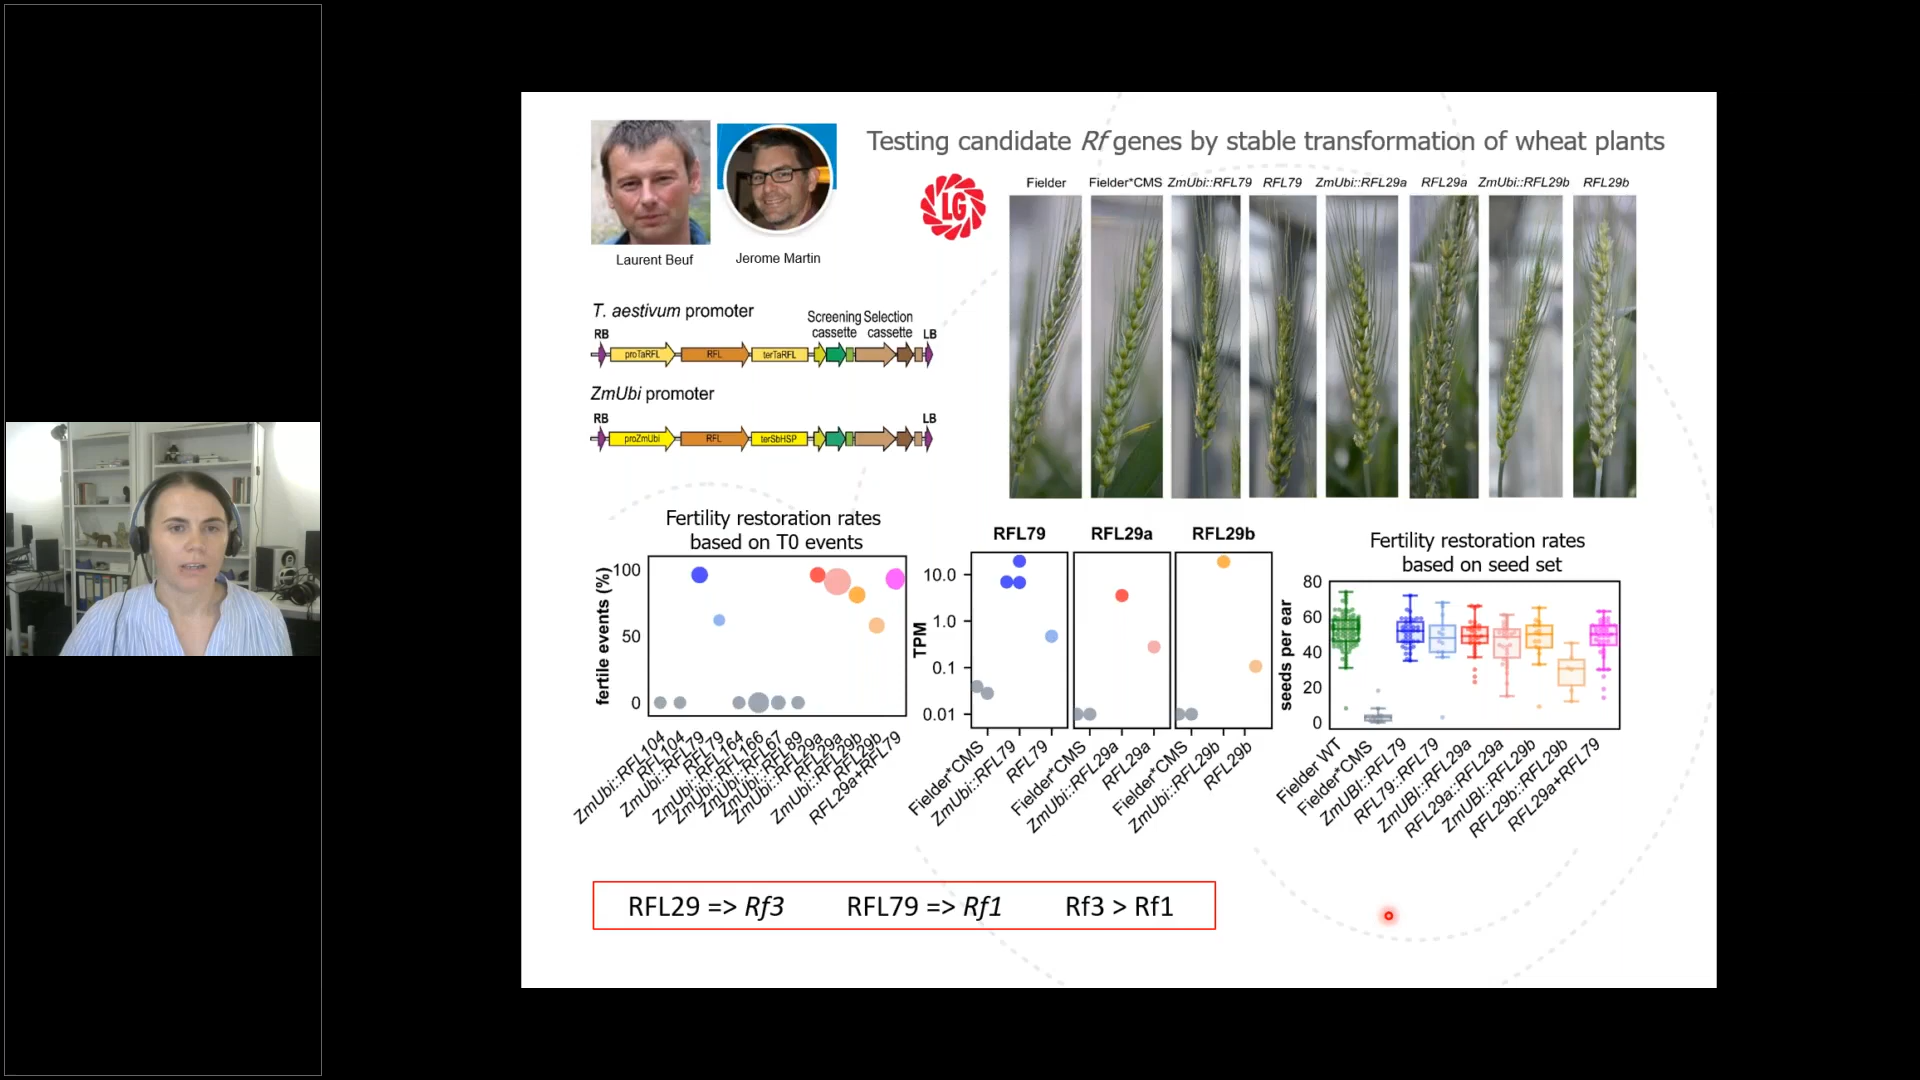 Testing candidate Rf genes by stable transformation of wheat plants
LG
Laurent Beuf
Jerome Martin
Fielder
Fielder*CMS
ZmUbi::RFL79
RFL79
ZmUbi::RFL29a
RFL29a
ZmUbi::RFL29b
RFL29b
T. aestivum promoter
Screening cassette
Selection cassette
RB
LB
proTaRFL
RFL
terTaRFL
ZmUbi promoter
RB
LB
proZmUbi
RFL
terSbHSP
Fertility restoration rates
based on T0 events
fertile events (%)
100
50
0
ZmUbi::RFL104
RFL104
ZmUbi::RFL79
RFL79
ZmUbi::RFL164
ZmUbi::RFL166
ZmUbi::RFL67
ZmUbi::RFL89
ZmUbi::RFL29a
RFL29a
ZmUbi::RFL29b
RFL29b
RFL29a+RFL79
RFL79
RFL29a
RFL29b
TPM
10.0
1.0
0.1
0.01
Fielder*CMS
ZmUbi::RFL79
RFL79
Fielder*CMS
ZmUbi::RFL29a
RFL29a
Fielder*CMS
ZmUbi::RFL29b
RFL29b
Fertility restoration rates
based on seed set
seeds per ear
80
60
40
20
0
Fielder WT
Fielder*CMS
ZmUBI::RFL79
RFL79::RFL79
ZmUBI::RFL29a
RFL29a::RFL29a
ZmUBI::RFL29b
RFL29b::RFL29b
RFL29a+RFL79
RFL29 => Rf3
RFL79 => Rf1
Rf3 > Rf1